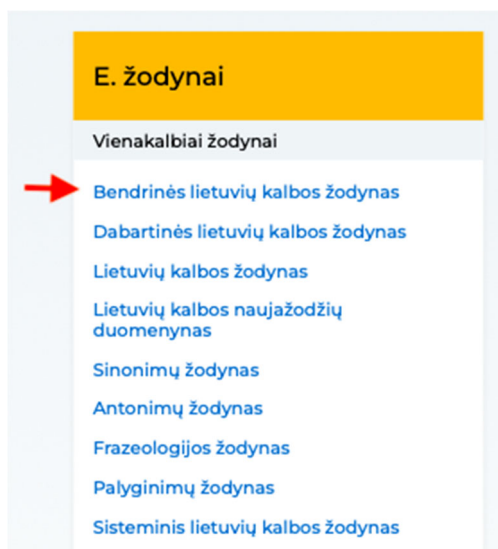 E. žodynai
Vienakalbiai žodynai
Bendrinės lietuvių kalbos žodynas
Dabartinės lietuvių kalbos žodynas
Lietuvių kalbos žodynas
Lietuvių kalbos naujažodžių
duomenynas
Sinonimų žodynas
Antonimų žodynas
Frazeologijos žodynas
Palyginimų žodynas
Sisteminis lietuvių kalbos žodynas